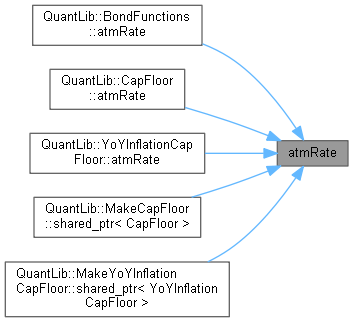 QuantLib::BondFunctions
::atmRate
QuantLib::CapFloor
::atmRate
QuantLib::YoYInflationCap
Floor::atmRate
atmRate
QuantLib::MakeCapFloor
::shared_ptr< CapFloor >
QuantLib::MakeYoYInflation
CapFloor::shared_ptr< YoYInflation
CapFloor >